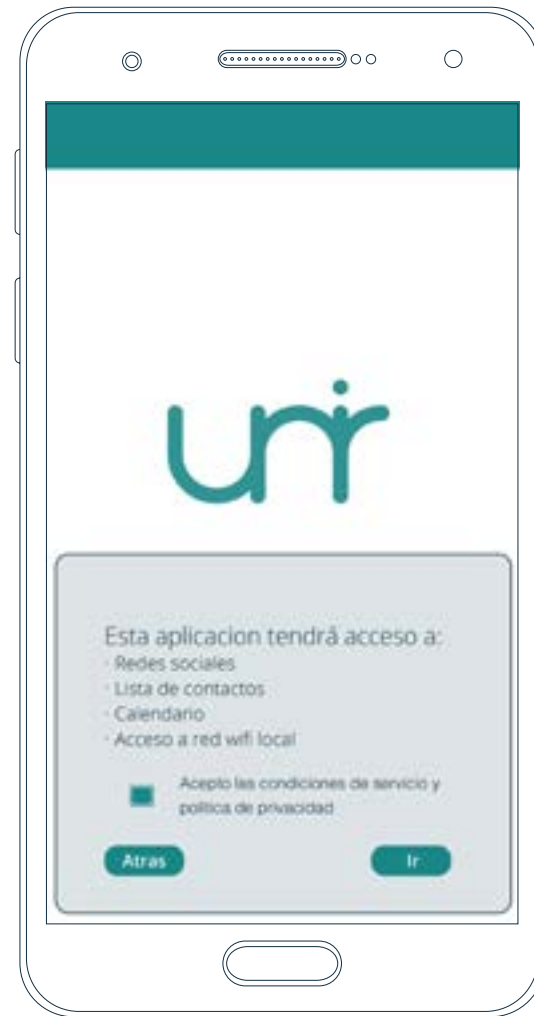 unir
Esta aplicacion tendrá acceso a:
· Redes sociales
· Lista de contactos
· Calendario
· Acceso a red wifi local
Acepto las condiciones de servicio y
política de privacidad
Atras
Ir